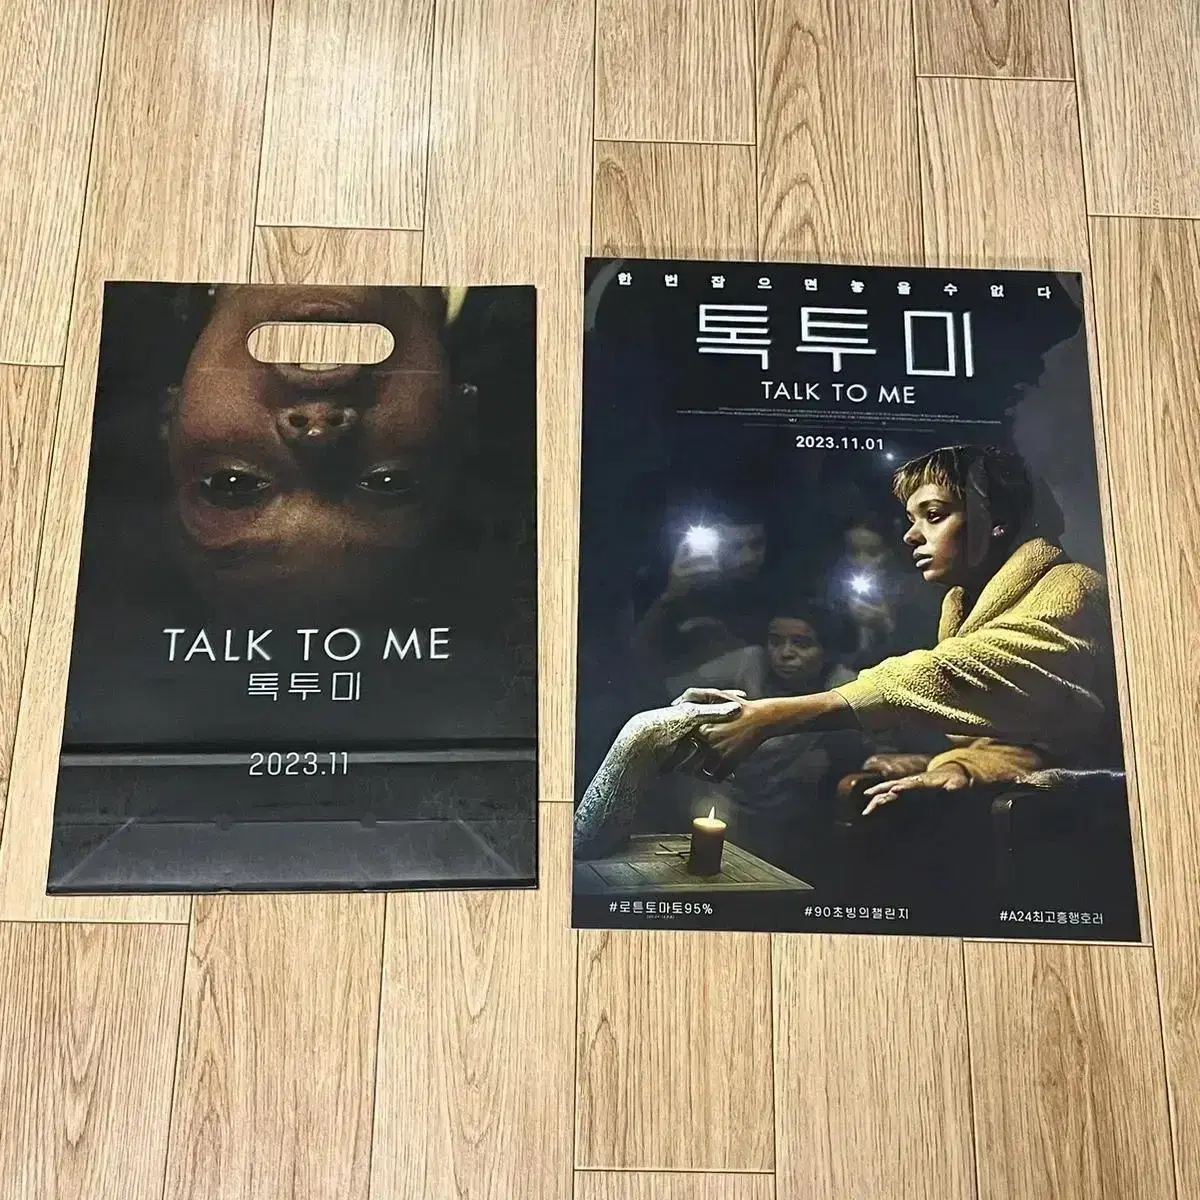 TALK TO ME
톡투미
2023.11
한 번 잡으면 놓을 수 없다
톡투미
TALK TO ME
2023.11.01
#로튼토마토95%
#90초빙의챌린지
#A24최고흥행호러